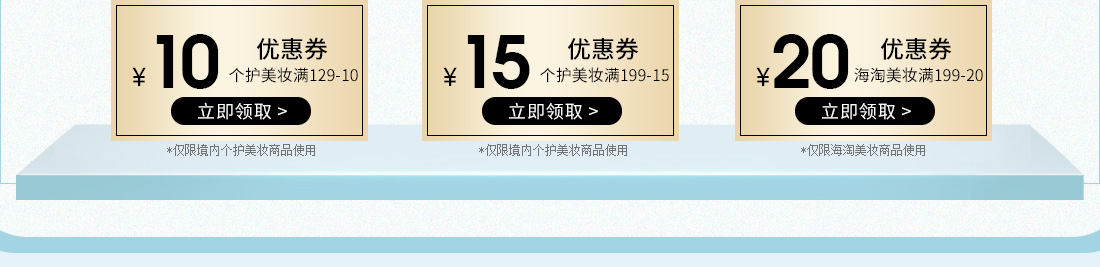 ¥10 优惠券
个护美妆满129-10
立即领取 >
*仅限境内个护美妆商品使用
¥15 优惠券
个护美妆满199-15
立即领取 >
*仅限境内个护美妆商品使用
¥20 优惠券
海淘美妆满199-20
立即领取 >
*仅限海淘美妆商品使用